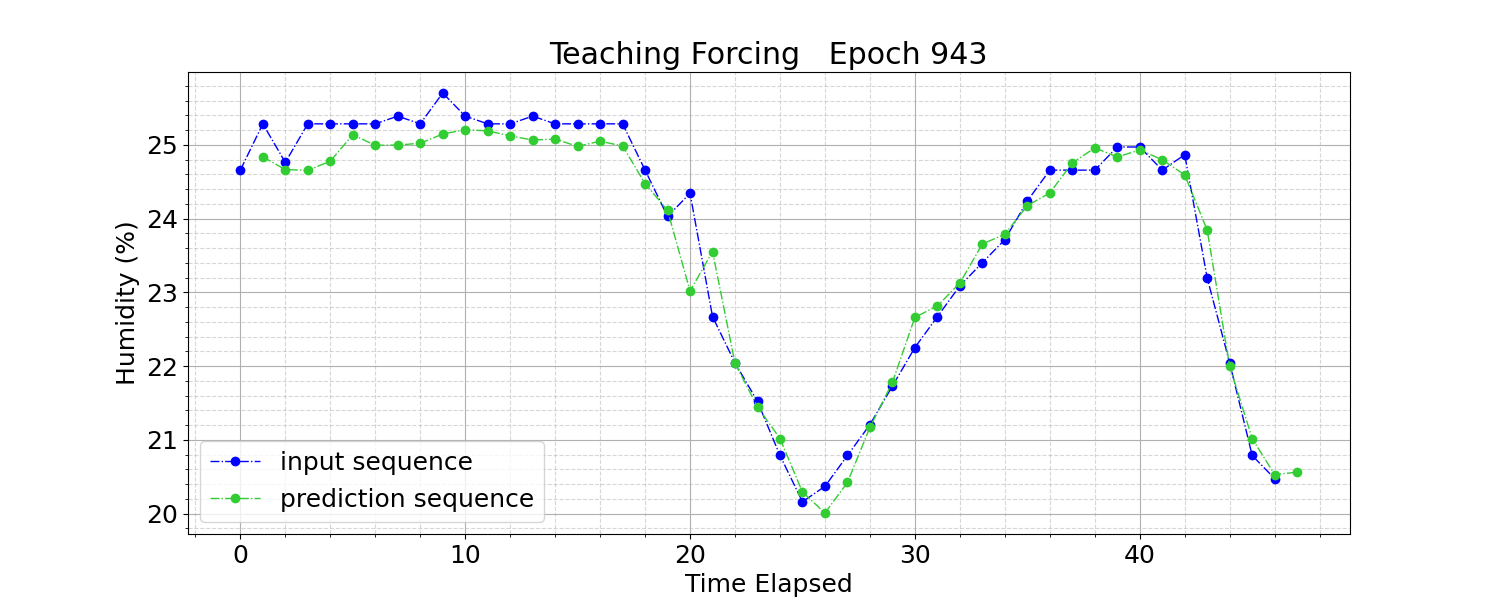 Teaching Forcing   Epoch 943
Humidity (%)
25
24
23
22
21
20
input sequence
prediction sequence
0 10 20 30 40
Time Elapsed